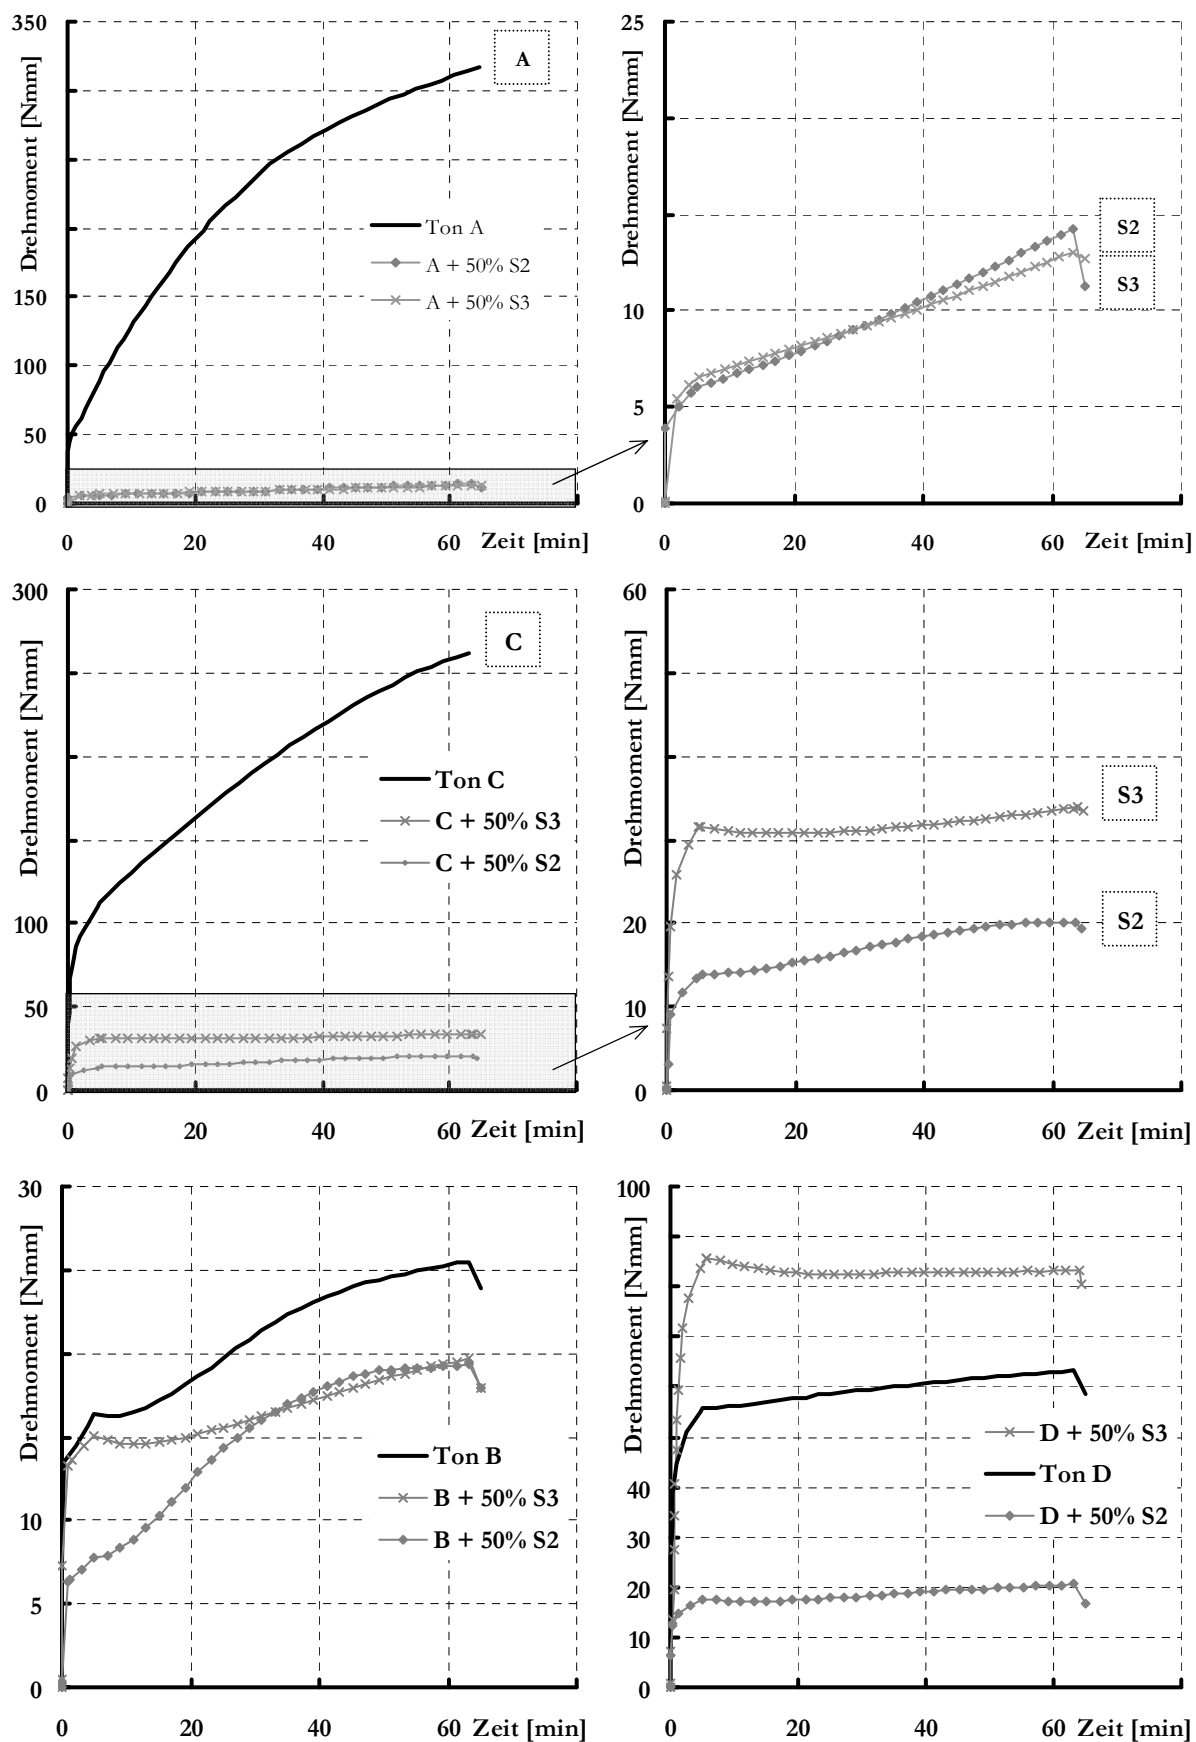 350
Drehmoment [Nmm]
A
Ton A
A + 50% S2
A + 50% S3
150
100
50
0
0 20 40 60 Zeit [min]
25
Drehmoment [Nmm]
S2
S3
10
5
0
0 20 40 60 Zeit [min]
300
Drehmoment [Nmm]
C
Ton C
C + 50% S3
C + 50% S2
100
50
0
0 20 40 60 Zeit [min]
60
Drehmoment [Nmm]
S3
S2
20
10
0
0 20 40 60 Zeit [min]
30
Drehmoment [Nmm]
Ton B
B + 50% S3
B + 50% S2
10
5
0
0 20 40 60 Zeit [min]
100
Drehmoment [Nmm]
D + 50% S3
Ton D
D + 50% S2
40
30
20
10
0
0 20 40 60 Zeit [min]